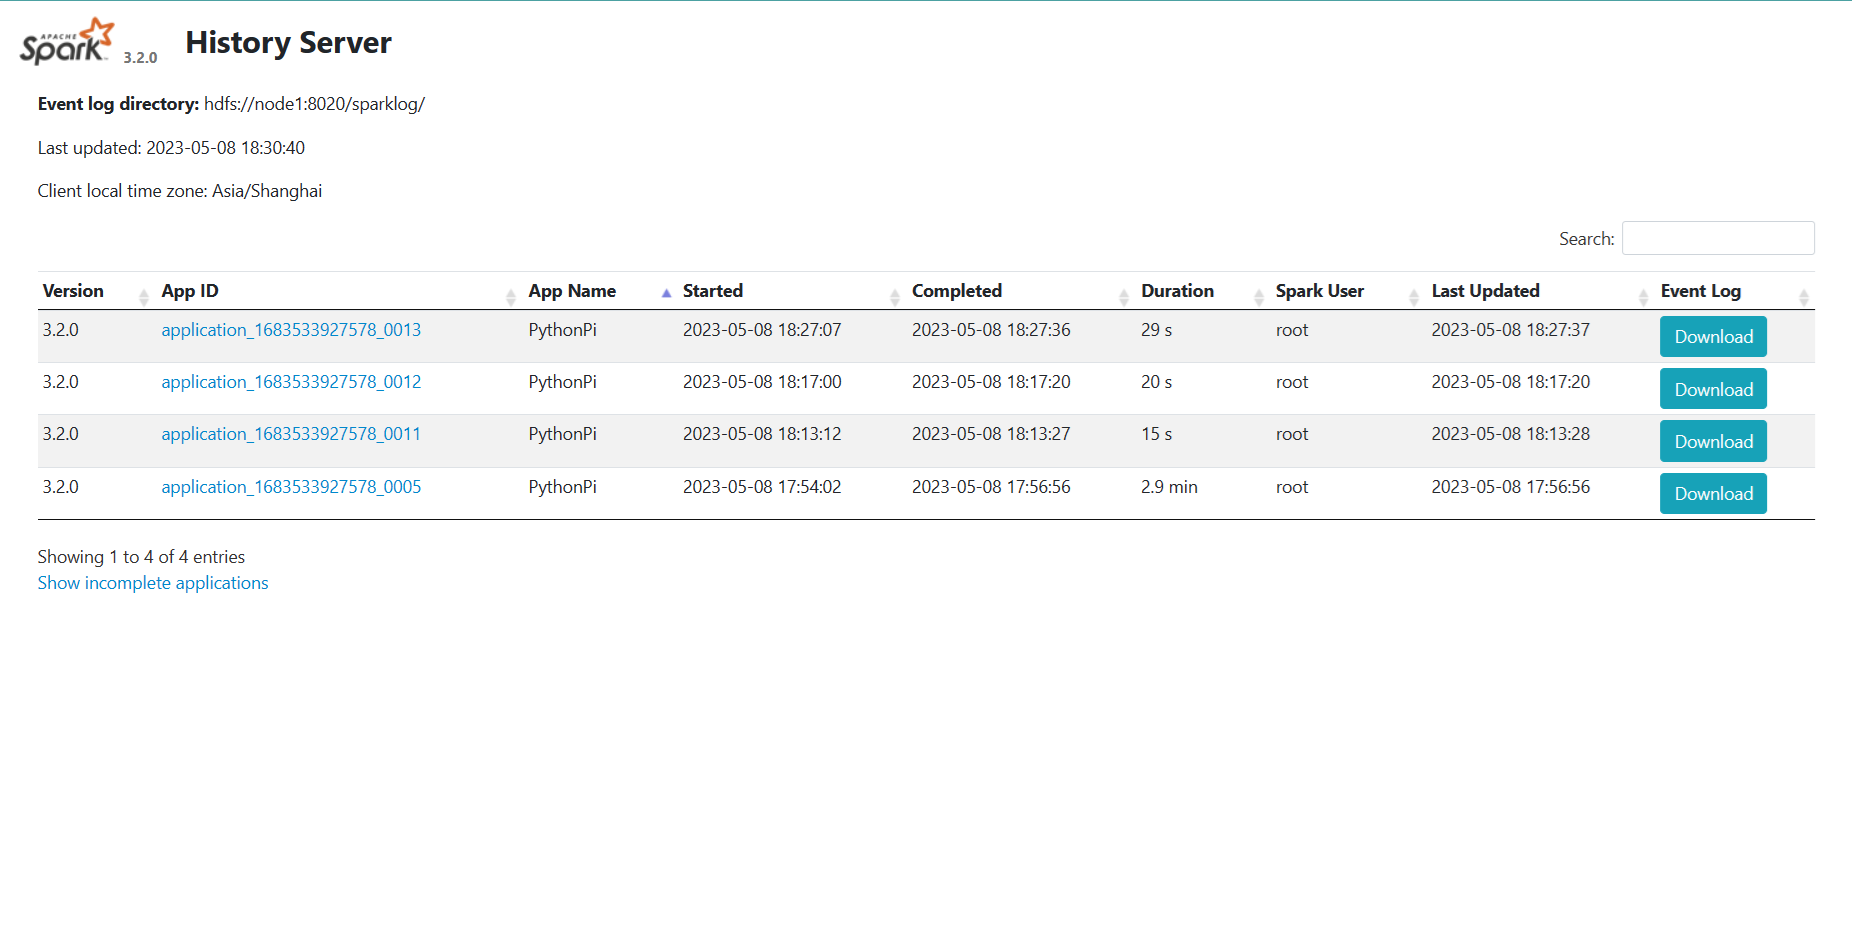 APACHE
Spark 3.2.0 History Server
Event log directory: hdfs://node1:8020/sparklog/
Last updated: 2023-05-08 18:30:40
Client local time zone: Asia/Shanghai
Search:
Version App ID App Name Started Completed Duration Spark User Last Updated Event Log
3.2.0 application_1683533927578_0013 PythonPi 2023-05-08 18:27:07 2023-05-08 18:27:36 29 s root 2023-05-08 18:27:37 Download
3.2.0 application_1683533927578_0012 PythonPi 2023-05-08 18:17:00 2023-05-08 18:17:20 20 s root 2023-05-08 18:17:20 Download
3.2.0 application_1683533927578_0011 PythonPi 2023-05-08 18:13:12 2023-05-08 18:13:27 15 s root 2023-05-08 18:13:28 Download
3.2.0 application_1683533927578_0005 PythonPi 2023-05-08 17:54:02 2023-05-08 17:56:56 2.9 min root 2023-05-08 17:56:56 Download
Showing 1 to 4 of 4 entries
Show incomplete applications